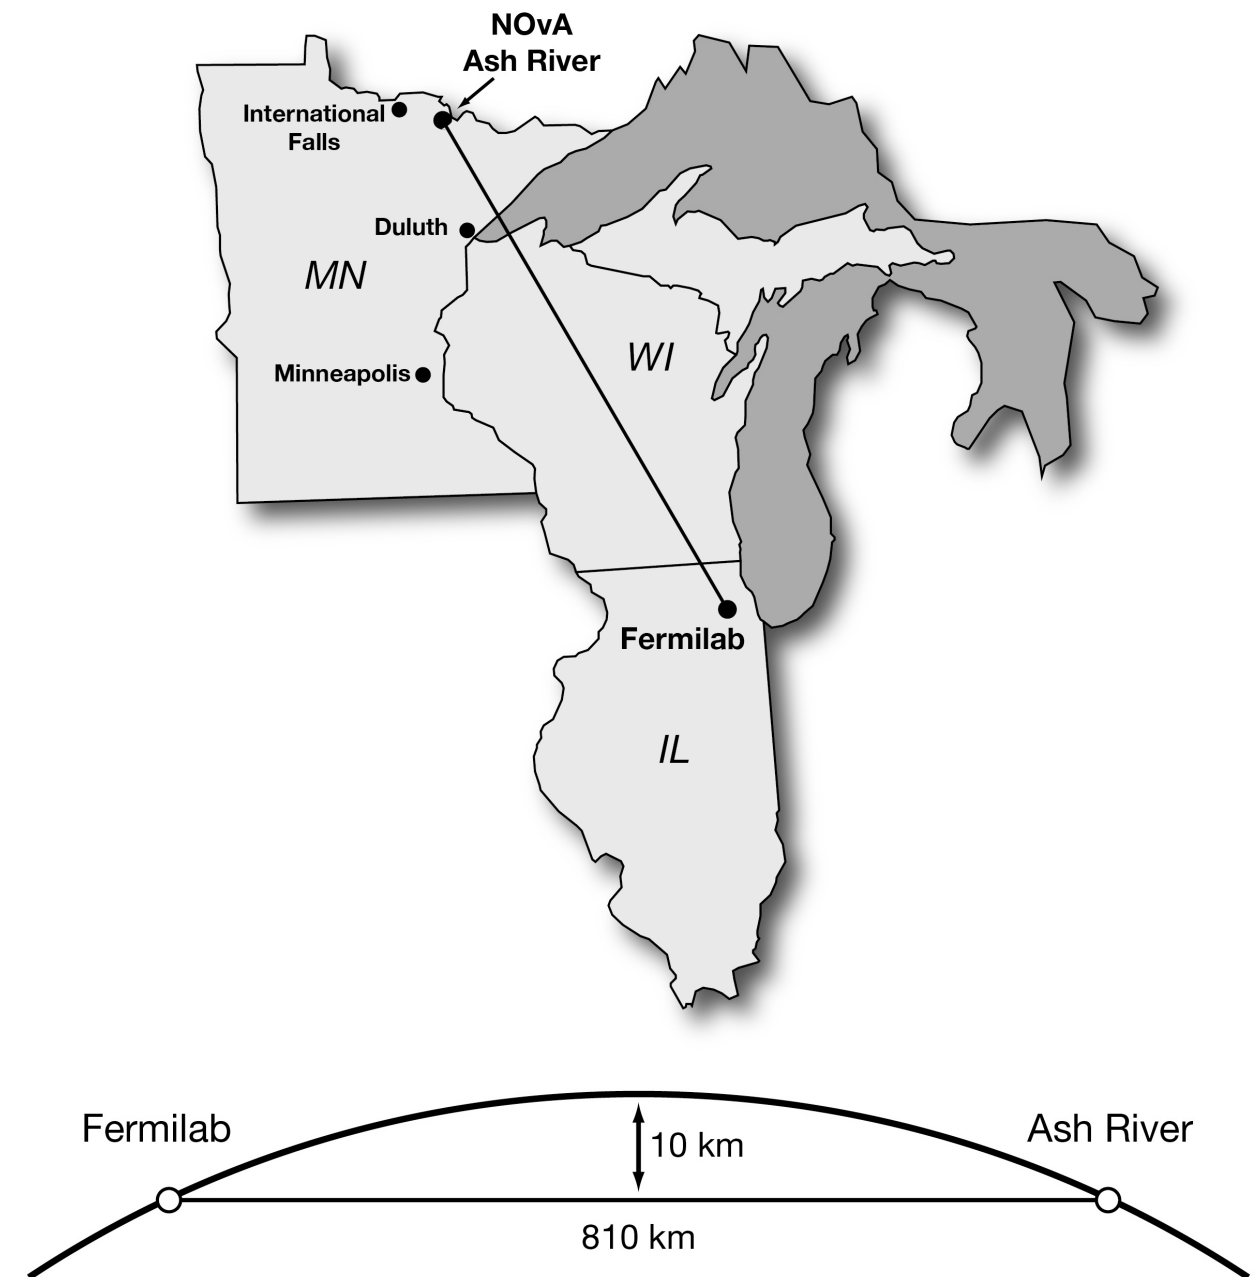 NOvA
Ash River
International
Falls
Duluth
MN
WI
Minneapolis
Fermilab
IL
Fermilab
Ash River
10 km
810 km